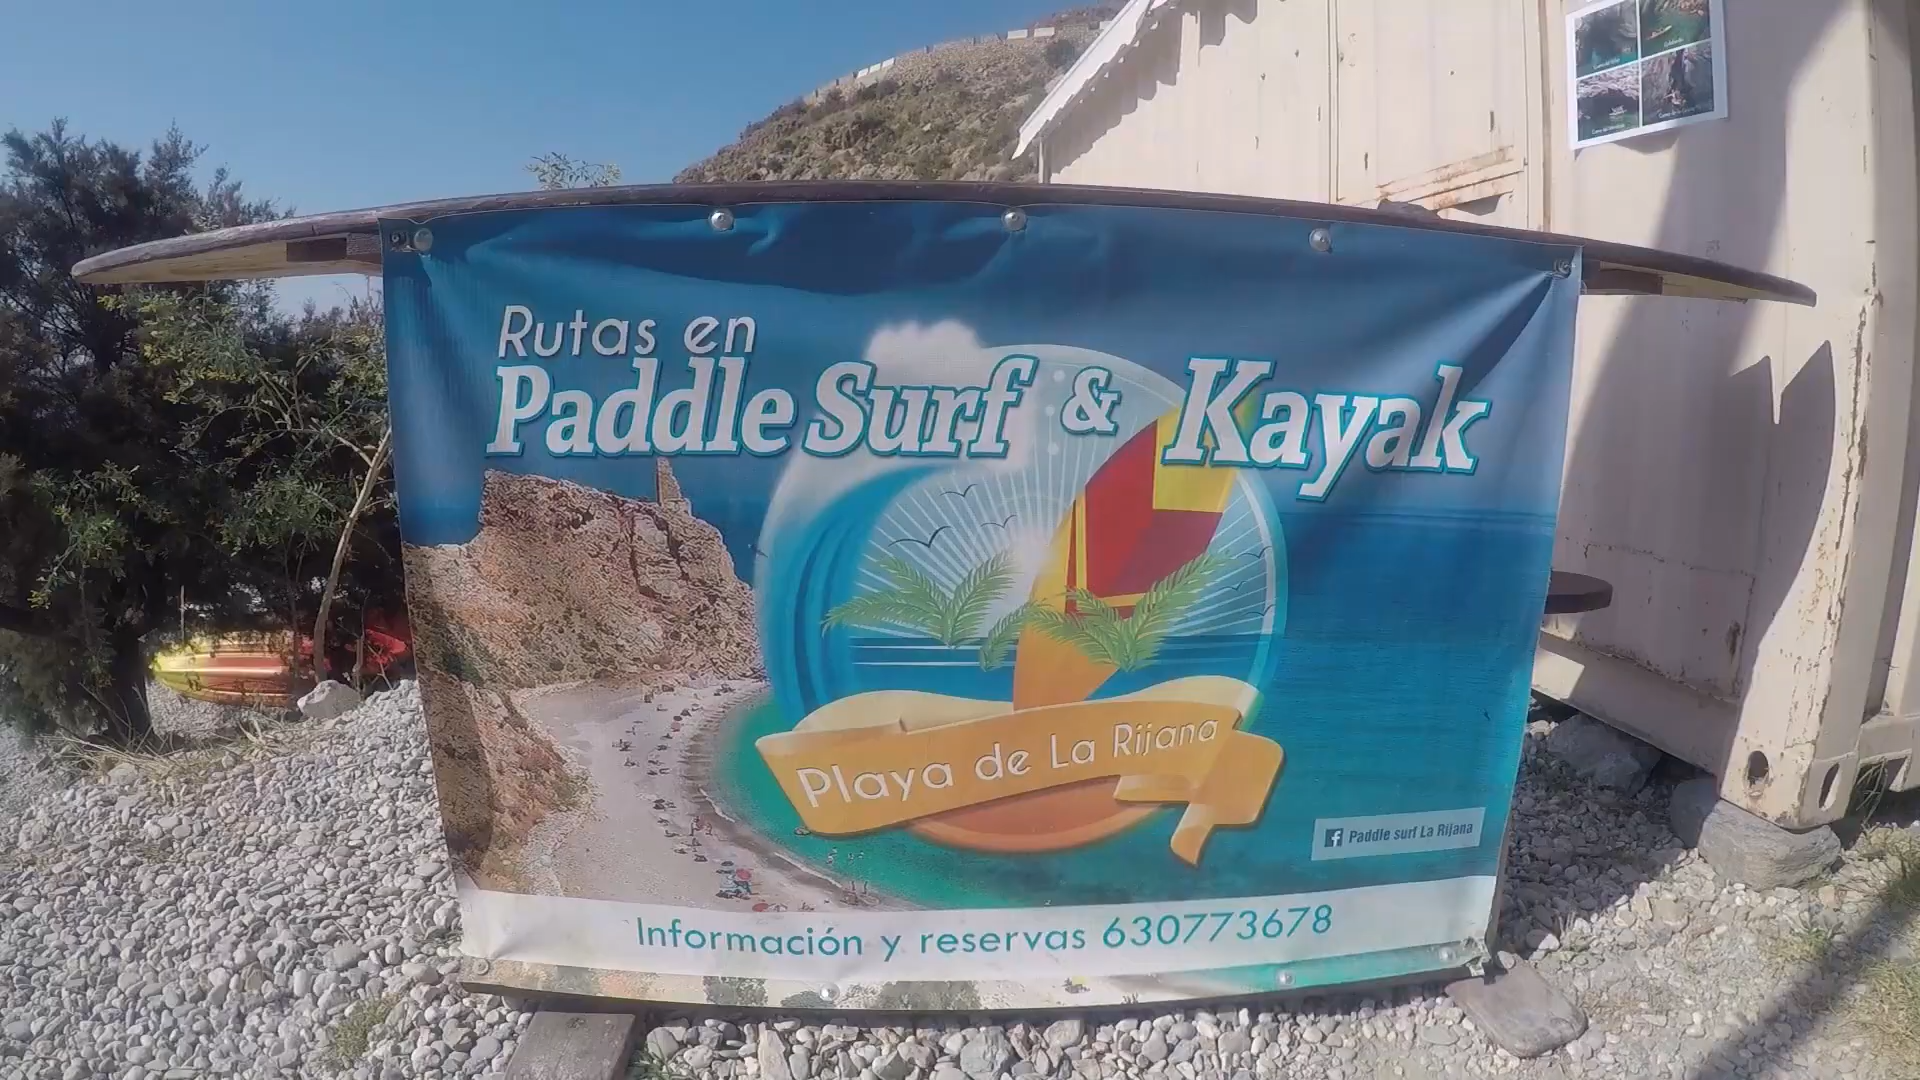 Rutas en
Paddle Surf & Kayak
Playa de La Rijana
Paddle surf La Rijana
Información y reservas 630773678